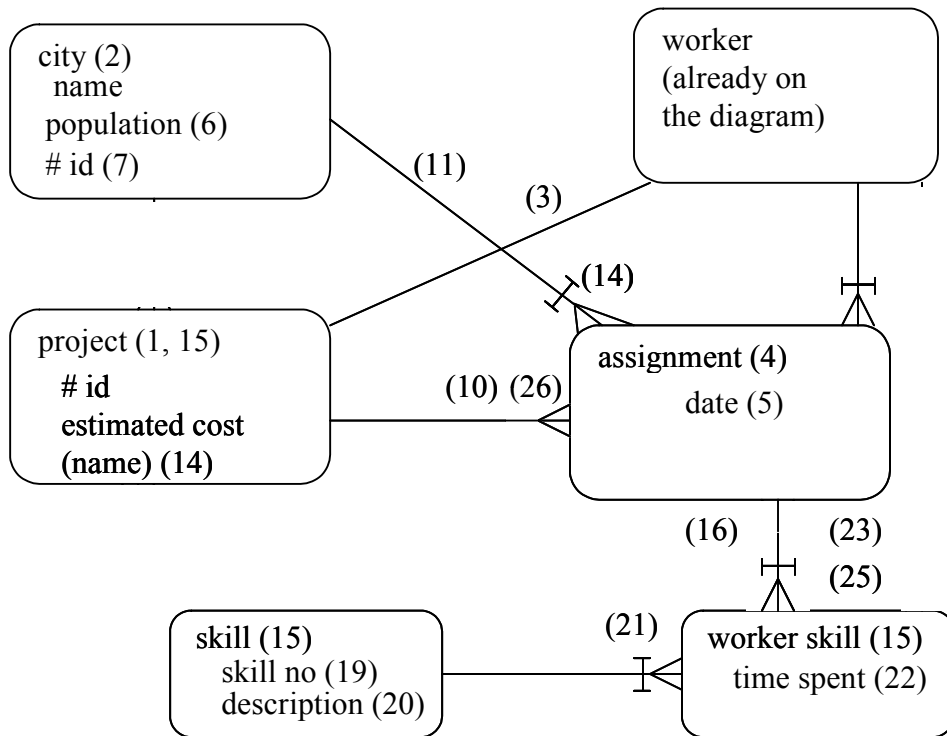 city (2)
name
population (6)
# id (7)
worker
(already on
the diagram)
(11)
(3)
(14)
project (1, 15)
# id
estimated cost
(name) (14)
(10) (26)
assignment (4)
date (5)
(16) (23)
(25)
skill (15)
skill no (19)
description (20)
(21)
worker skill (15)
time spent (22)